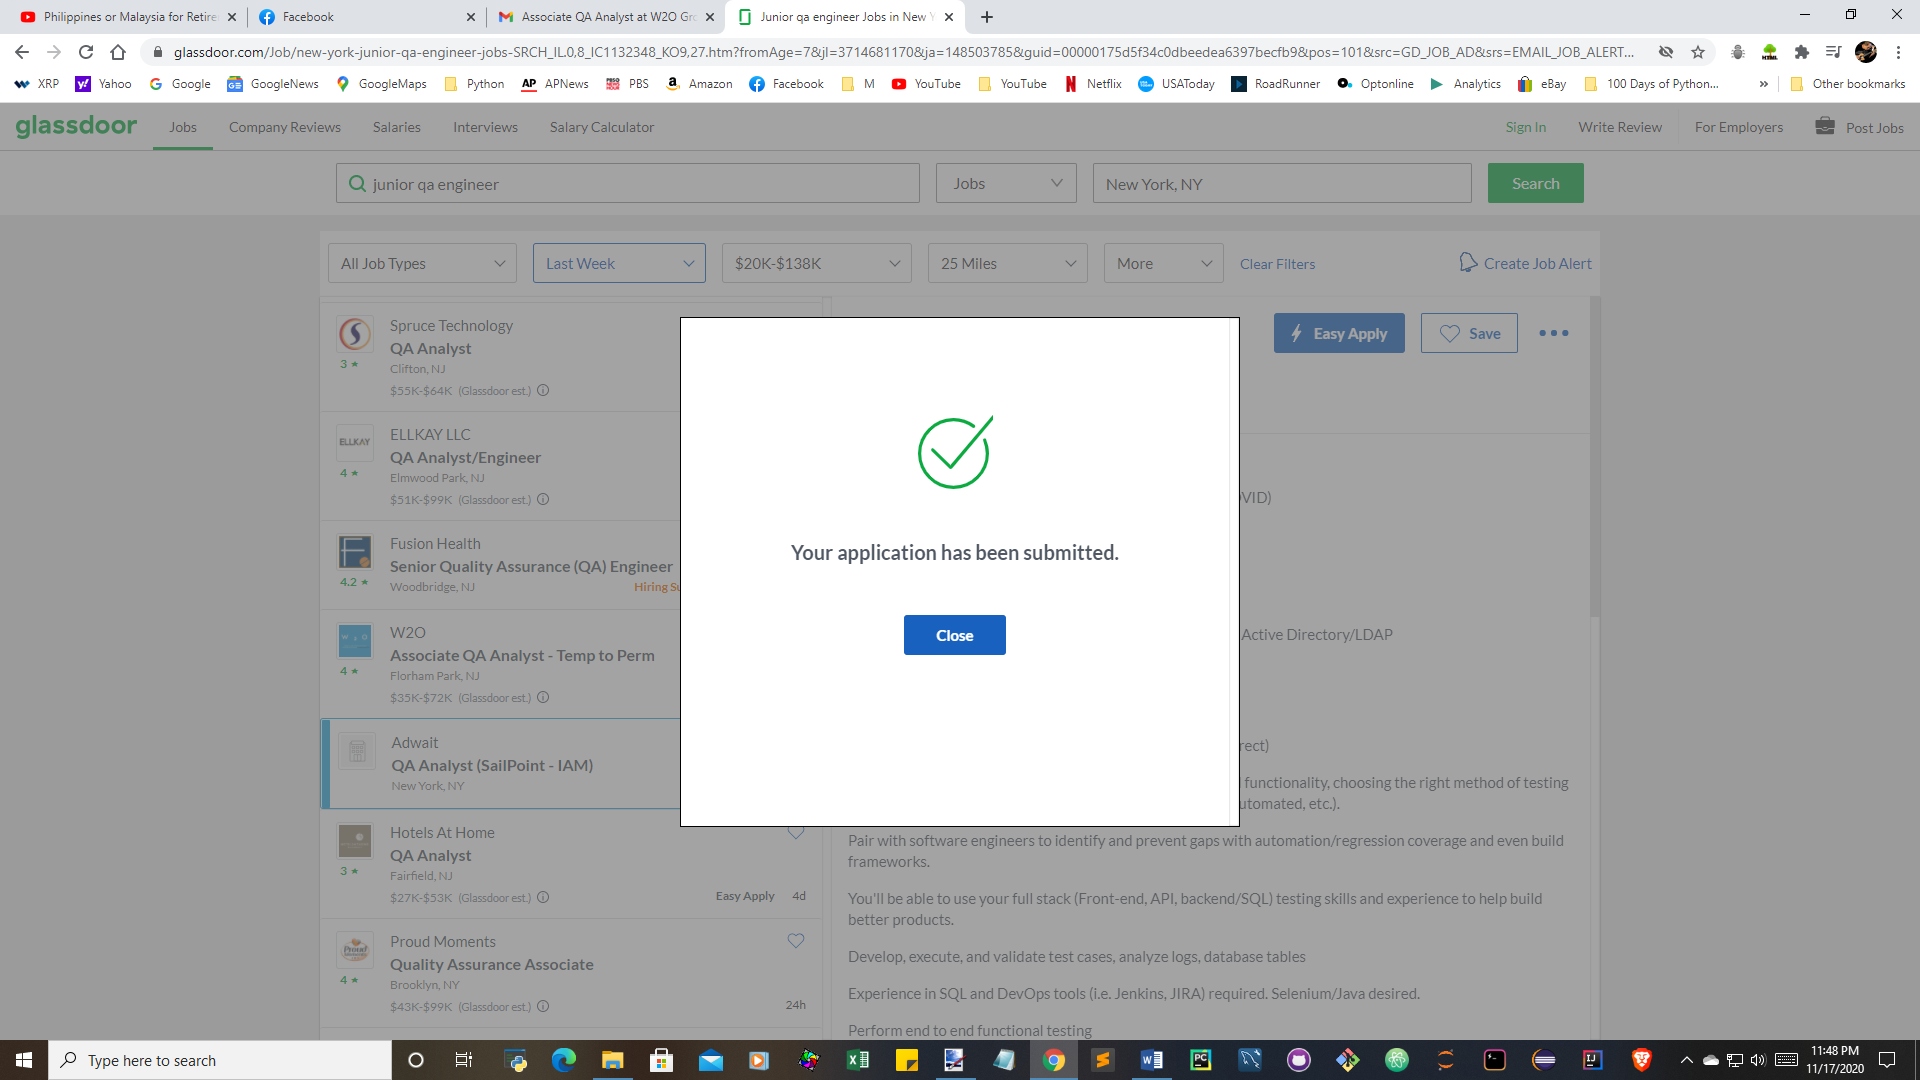 Philippines or Malaysia for Retire
Facebook
Associate QA Analyst at W2O Gro
Junior qa engineer Jobs in New Y
glassdoor.com/Job/new-york-junior-qa-engineer-jobs-SRCH_IL.0,8_IC1132348_KO9,27.htm?fromAge=7&jl=3714681170&ja=148503785&guid=00000175d5f34c0dbeedea6397becfb9&pos=101&src=GD_JOB_AD&srs=EMAIL_JOB_ALERT...
XRP Yahoo Google GoogleNews GoogleMaps Python APNews PBS Amazon Facebook M YouTube YouTube Netflix USAToday RoadRunner Optonline Analytics eBay 100 Days of Python... » Other bookmarks
glassdoor Jobs Company Reviews Salaries Interviews Salary Calculator Sign In Write Review For Employers Post Jobs
junior qa engineer Jobs New York, NY Search
All Job Types Last Week $20K-$138K 25 Miles More Clear Filters Create Job Alert
Spruce Technology
QA Analyst
3 ★
Clifton, NJ
$55K-$64K (Glassdoor est.)
ELLKAY
ELLKAY LLC
QA Analyst/Engineer
4 ★
Elmwood Park, NJ
$51K-$99K (Glassdoor est.)
Fusion Health
Senior Quality Assurance (QA) Engineer
4.2 ★
Woodbridge, NJ Hiring Su
W2O
W2O
Associate QA Analyst - Temp to Perm
4 ★
Florham Park, NJ
$35K-$72K (Glassdoor est.)
Adwait
QA Analyst (SailPoint - IAM)
New York, NY
Hotels At Home
QA Analyst
3 ★
Fairfield, NJ
$27K-$53K (Glassdoor est.) Easy Apply 4d
Proud Moments
Quality Assurance Associate
4 ★
Brooklyn, NY
$43K-$99K (Glassdoor est.) 24h
Your application has been submitted.
Close
Easy Apply Save
VID)
Active Directory/LDAP
rect)
functionality, choosing the right method of testing
utomated, etc.).
Pair with software engineers to identify and prevent gaps with automation/regression coverage and even build
frameworks.
You'll be able to use your full stack (Front-end, API, backend/SQL) testing skills and experience to help build
better products.
Develop, execute, and validate test cases, analyze logs, database tables
Experience in SQL and DevOps tools (i.e. Jenkins, JIRA) required. Selenium/Java desired.
Perform end to end functional testing
Type here to search
11:48 PM
11/17/2020